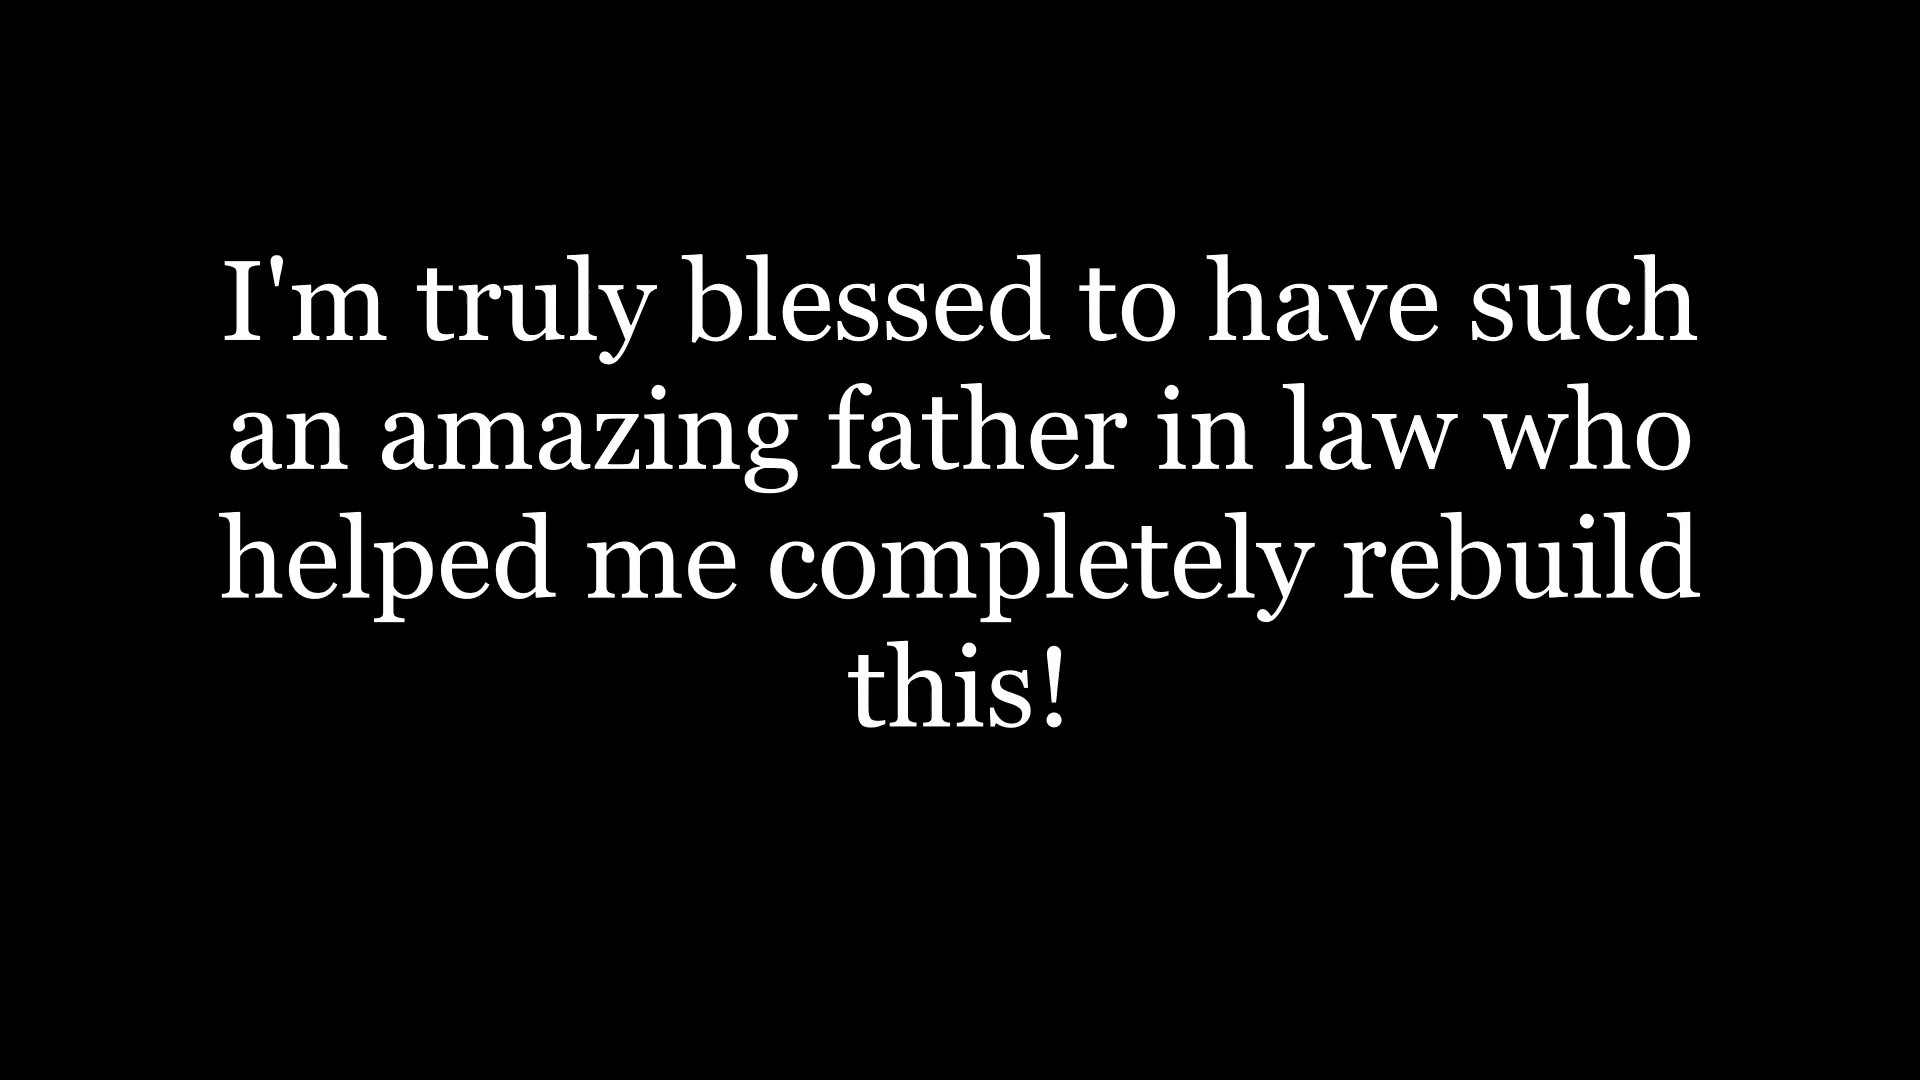 I'm truly blessed to have such
an amazing father in law who
helped me completely rebuild
this!